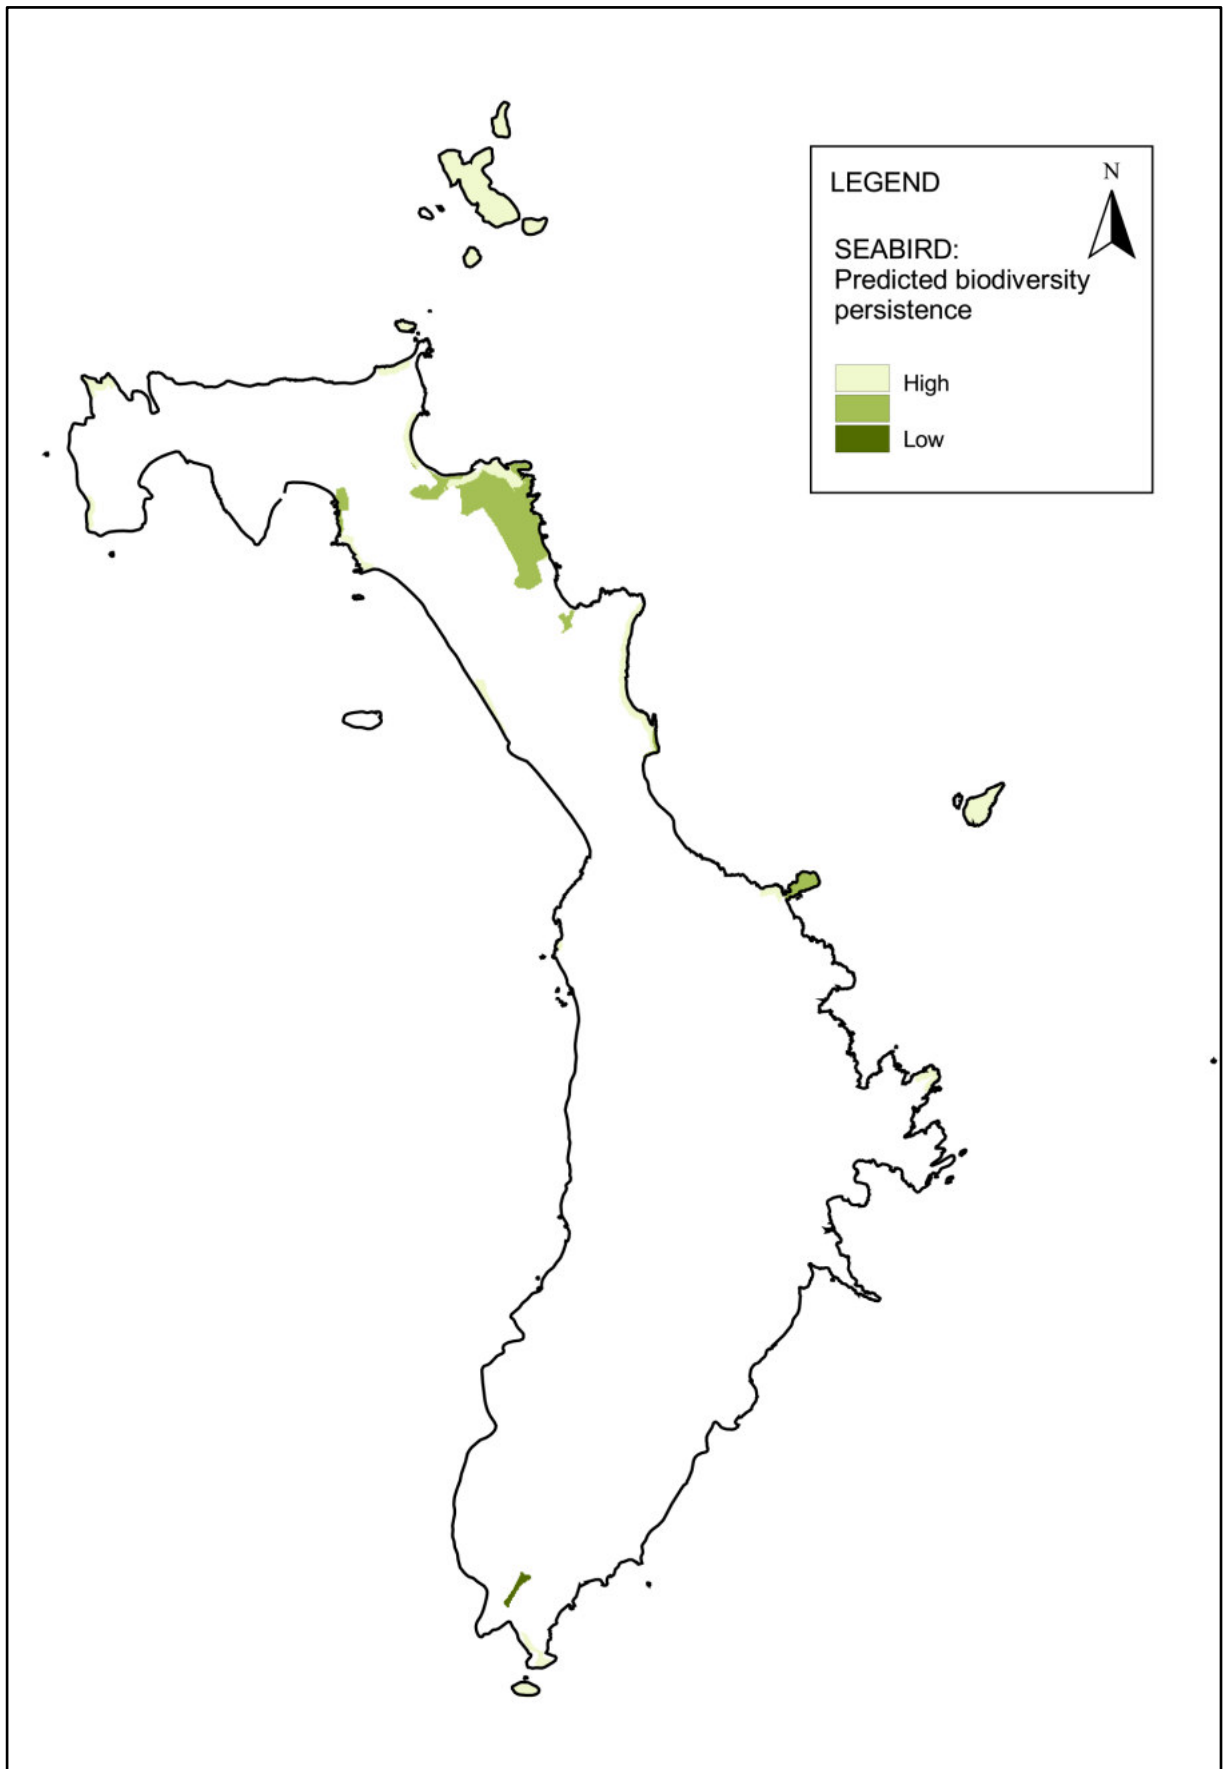 LEGEND
N
SEABIRD:
Predicted biodiversity
persistence
High
Low